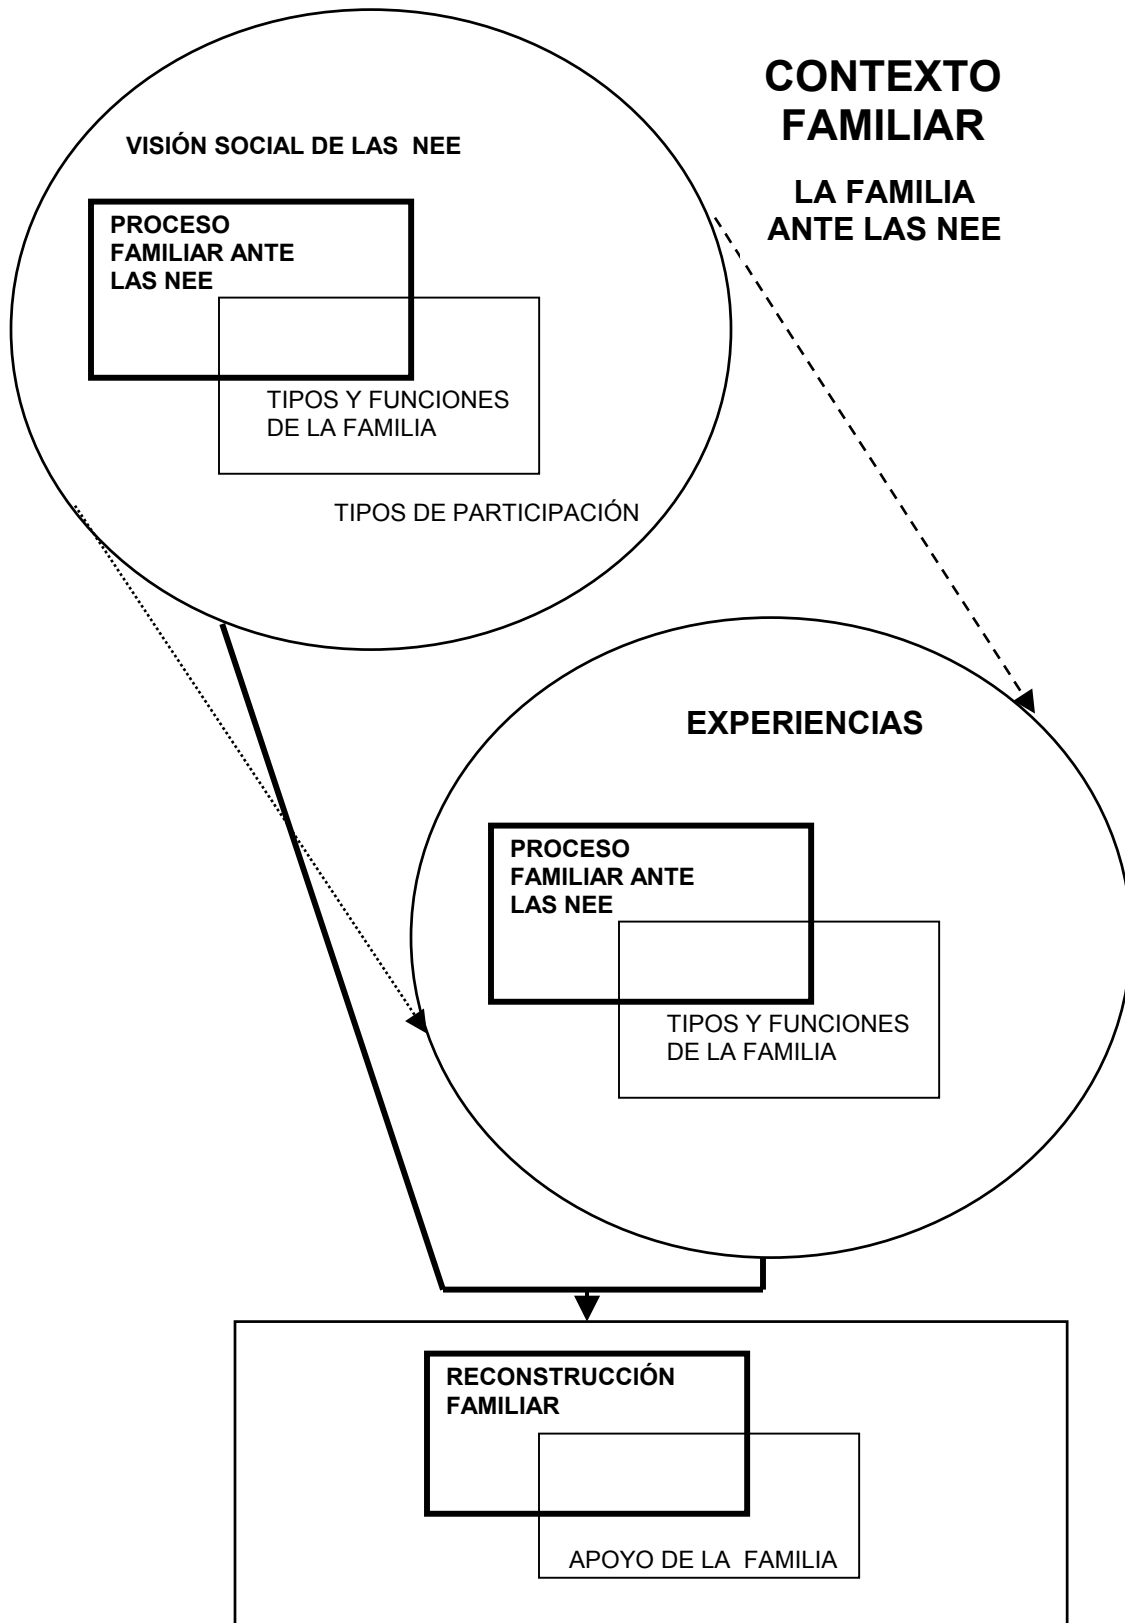 CONTEXTO
FAMILIAR
LA FAMILIA
ANTE LAS NEE
VISIÓN SOCIAL DE LAS  NEE
PROCESO
FAMILIAR ANTE
LAS NEE
TIPOS Y FUNCIONES
DE LA FAMILIA
TIPOS DE PARTICIPACIÓN
EXPERIENCIAS
PROCESO
FAMILIAR ANTE
LAS NEE
TIPOS Y FUNCIONES
DE LA FAMILIA
RECONSTRUCCIÓN
FAMILIAR
APOYO DE LA  FAMILIA